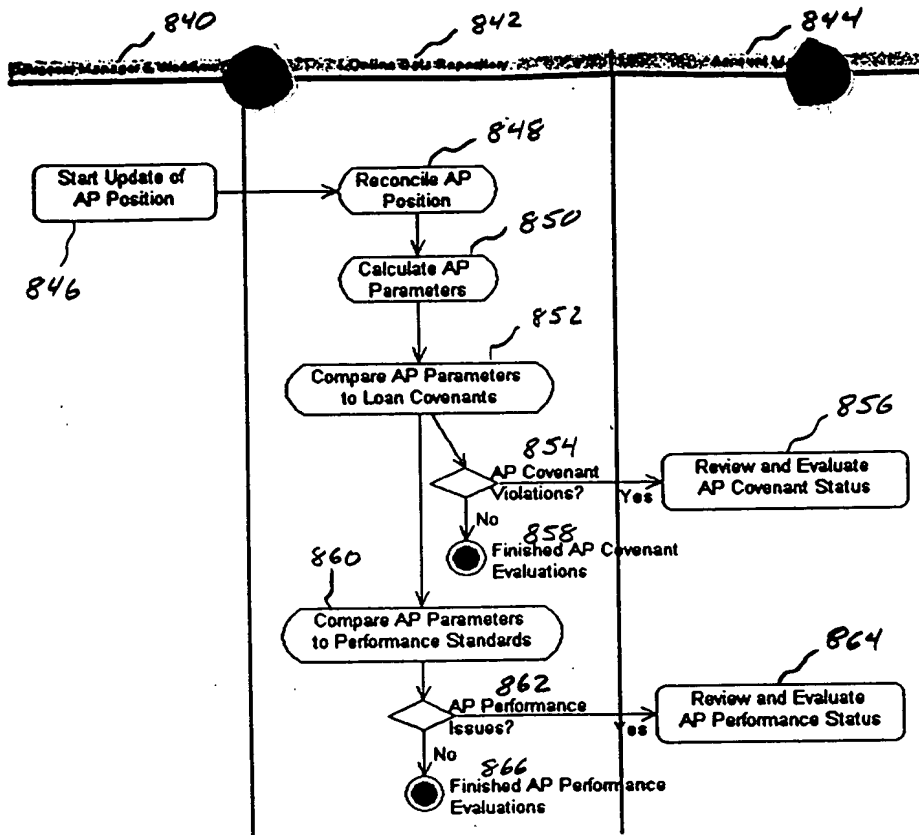 840
842
844
Online Data Repository
848
Start Update of
AP Position
Reconcile AP
Position
846
850
Calculate AP
Parameters
852
Compare AP Parameters
to Loan Covenants
856
854
AP Covenant
Violations?
Yes
Review and Evaluate
AP Covenant Status
No
858
Finished AP Covenant
Evaluations
860
Compare AP Parameters
to Performance Standards
864
862
AP Performance
Issues?
Yes
Review and Evaluate
AP Performance Status
No
866
Finished AP Performance
Evaluations